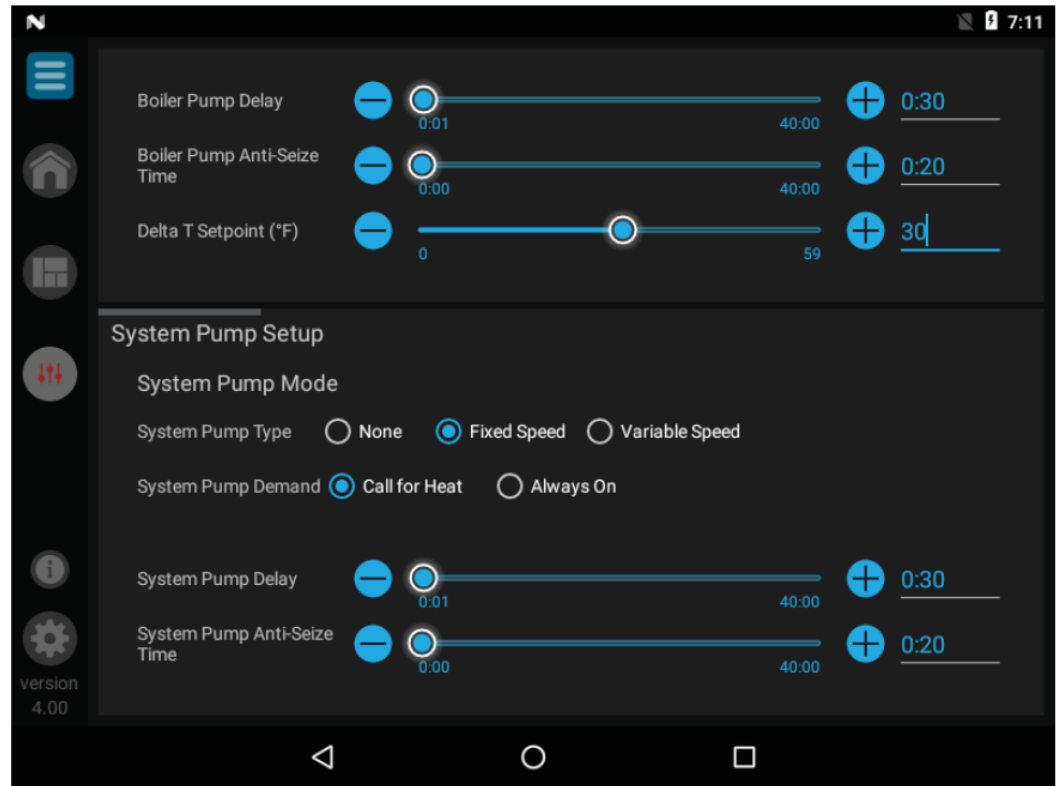 7:11
Boiler Pump Delay 0:30
0:01 40:00
Boiler Pump Anti-Seize
Time 0:20
0:00 40:00
Delta T Setpoint (°F) 30
0 59
System Pump Setup
System Pump Mode
System Pump Type None Fixed Speed Variable Speed
System Pump Demand Call for Heat Always On
System Pump Delay 0:30
0:01 40:00
System Pump Anti-Seize
Time 0:20
0:00 40:00
version
4.00